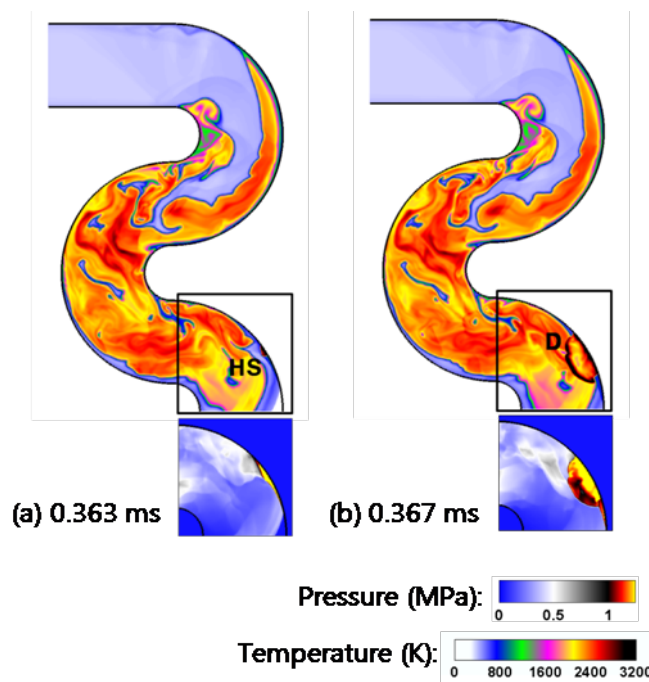 HS
D
(a) 0.363 ms
(b) 0.367 ms
Pressure (MPa):
0 0.5 1
Temperature (K):
0 800 1600 2400 3200